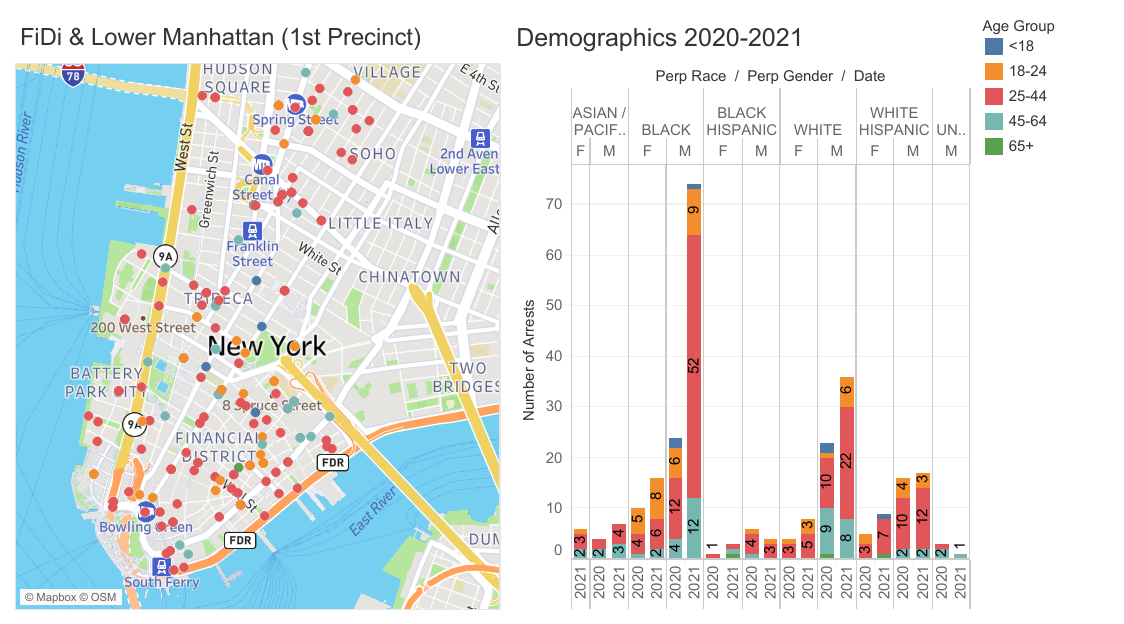 FiDi & Lower Manhattan (1st Precinct)
Demographics 2020-2021
Age Group
<18
18-24
25-44
45-64
65+
78
HUDSON
SQUARE
VILLAGE
E 4th St
Spring Street
SOHO
2nd Aven
Lower East
Hudson River
West St
Greenwich St
Canal
Street
LITTLE ITALY
Franklin
Street
White St
9A
CHINATOWN
TRIBECA
200 West Street
New York
BATTERY
PARK CITY
TWO
BRIDGES
8 Spruce Street
9A
FINANCIAL
DISTRICT
FDR
Wall St
East River
Bowling Green
FDR
DUM
South Ferry
© Mapbox © OSM
Perp Race / Perp Gender / Date
ASIAN /
PACIF..
BLACK
BLACK
HISPANIC
WHITE
WHITE
HISPANIC
UN..
F M F M F M F M F M M
Number of Arrests
70
60
50
40
30
20
10
0
2 3
2
3 4
4 5
2 6 8
4 12 6
12 52 9
1
4 6
3
3
5 3
9 10
8 22 6
3
7
2 10 4
2 12 3
2
1
2021 2020 2021 2020 2021 2020 2021 2020 2021 2020 2021 2020 2021 2020 2021 2020 2021 2020 2021 2020 2021